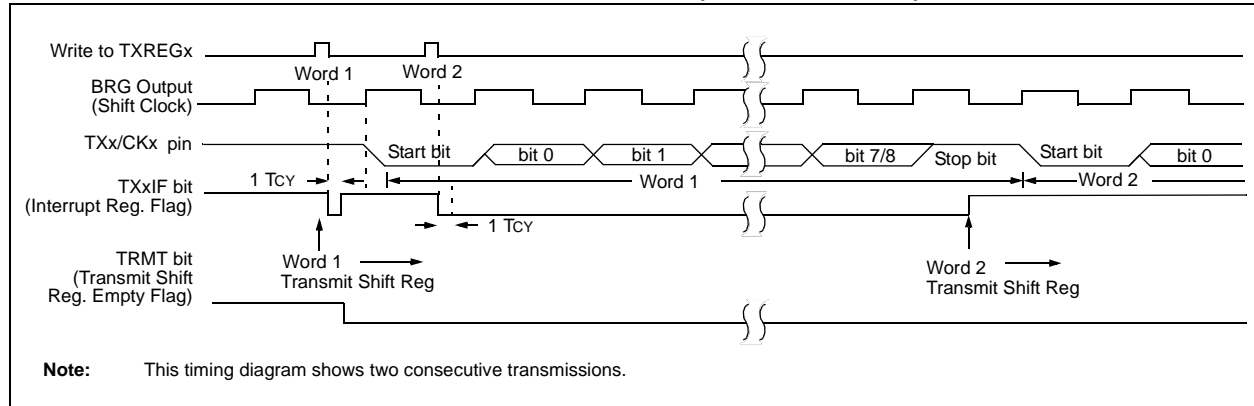 Write to TXREGx
Word 1 Word 2
BRG Output
(Shift Clock)
TXx/CKx pin
Start bit bit 0 bit 1 bit 7/8 Stop bit Start bit bit 0
1 TCY Word 1 Word 2
TXxIF bit
(Interrupt Reg. Flag)
1 TCY
TRMT bit
(Transmit Shift
Reg. Empty Flag)
Word 1
Transmit Shift Reg
Word 2
Transmit Shift Reg
Note: This timing diagram shows two consecutive transmissions.